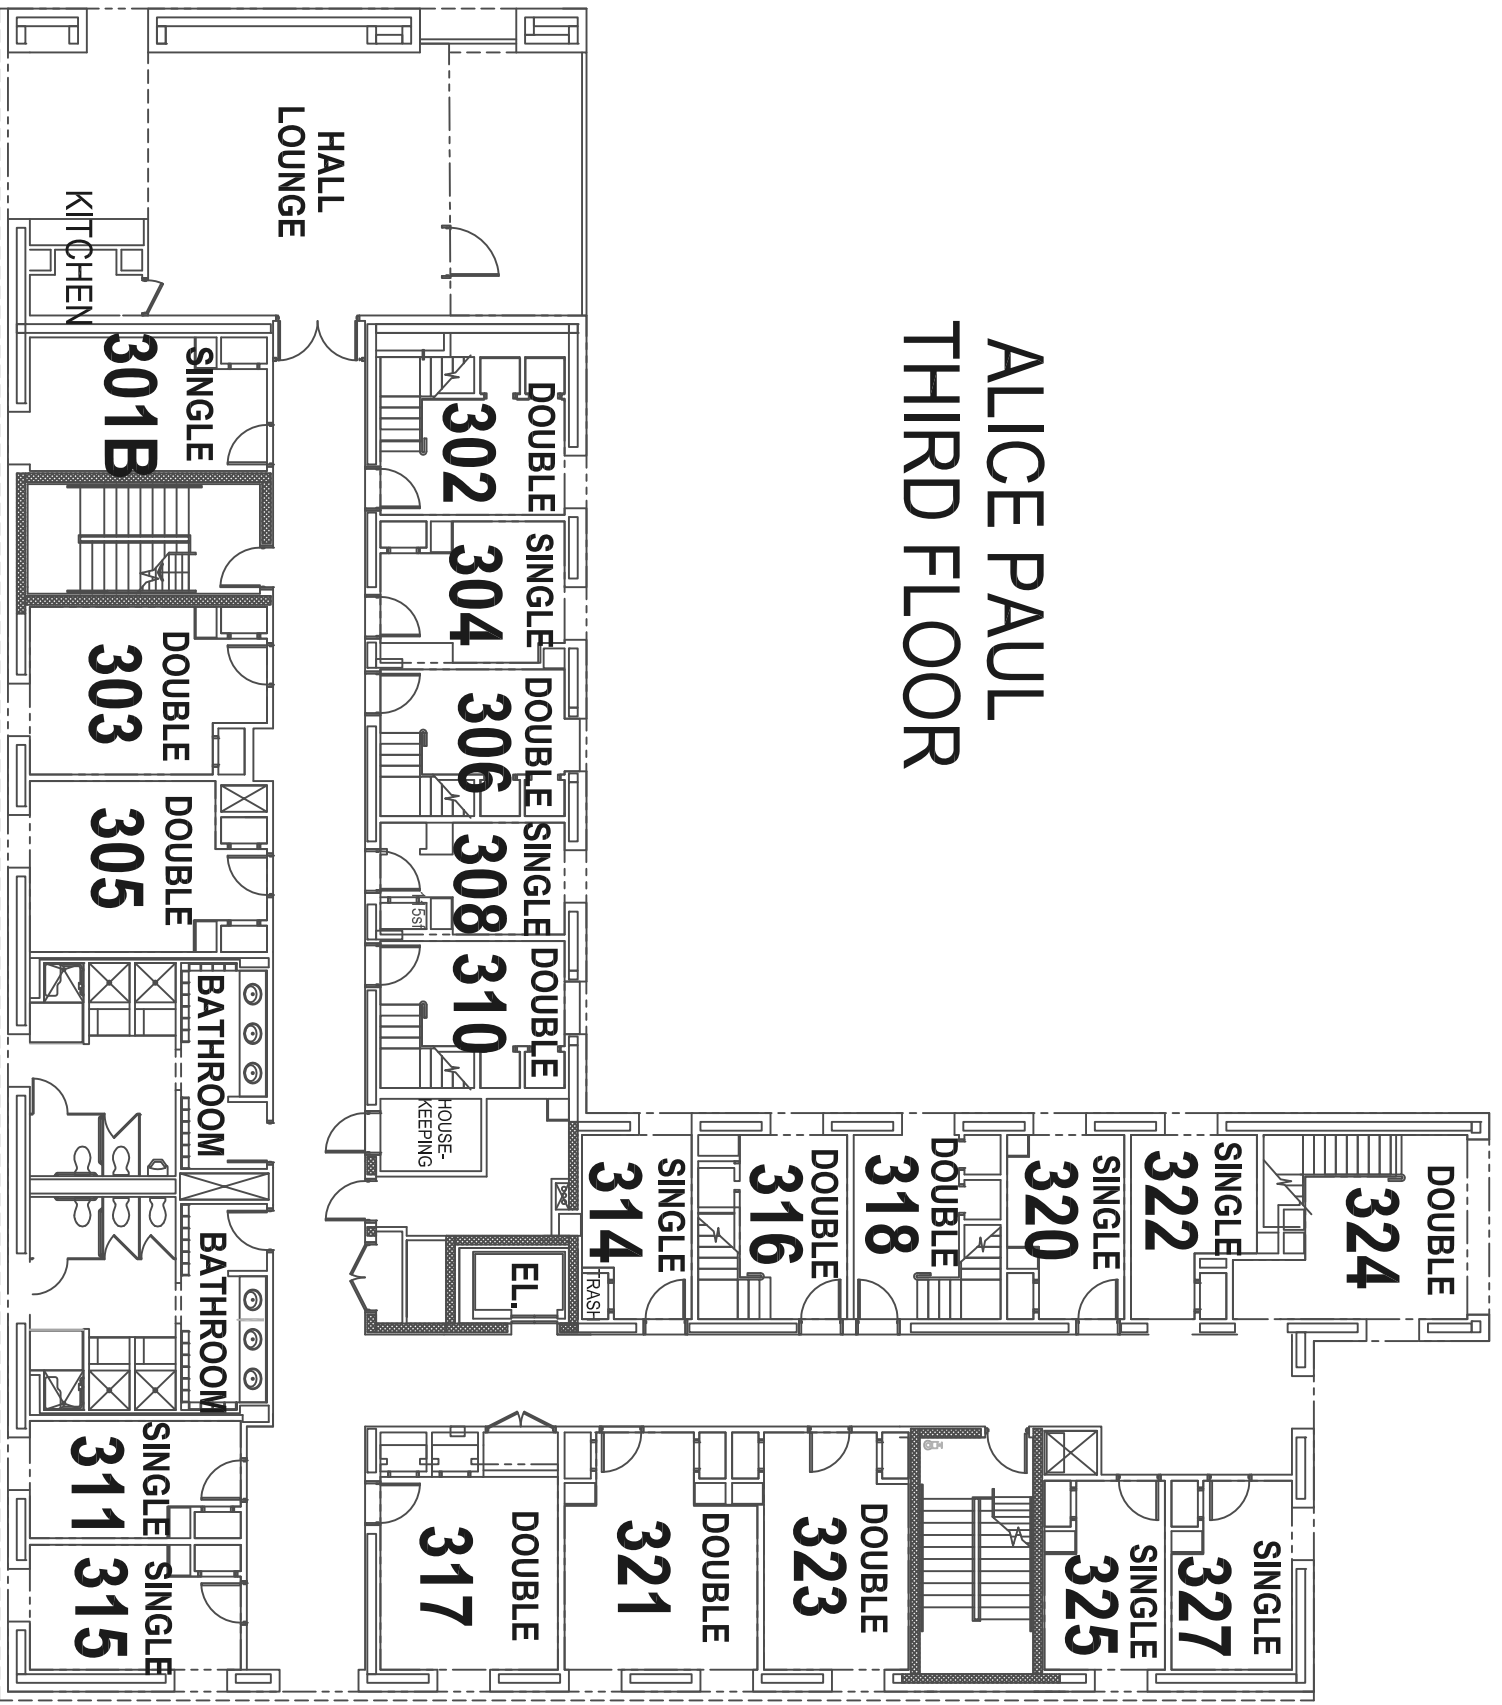 ALICE PAUL
THIRD FLOOR
HALL
LOUNGE
KITCHEN
SINGLE
301B
DOUBLE
302
SINGLE
304
DOUBLE
303
DOUBLE
306
DOUBLE
305
SINGLE
308
DOUBLE
310
BATHROOM
HOUSE-
KEEPING
BATHROOM
EL.
TRASH
SINGLE
314
DOUBLE
316
DOUBLE
318
SINGLE
320
SINGLE
322
DOUBLE
324
SINGLE
311
SINGLE
315
DOUBLE
317
DOUBLE
321
DOUBLE
323
SINGLE
325
SINGLE
327